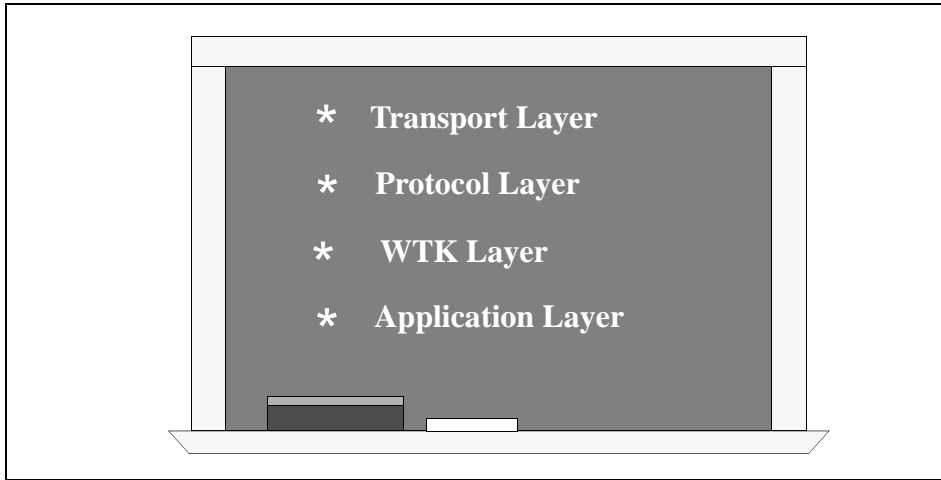 * Transport Layer
* Protocol Layer
* WTK Layer
* Application Layer